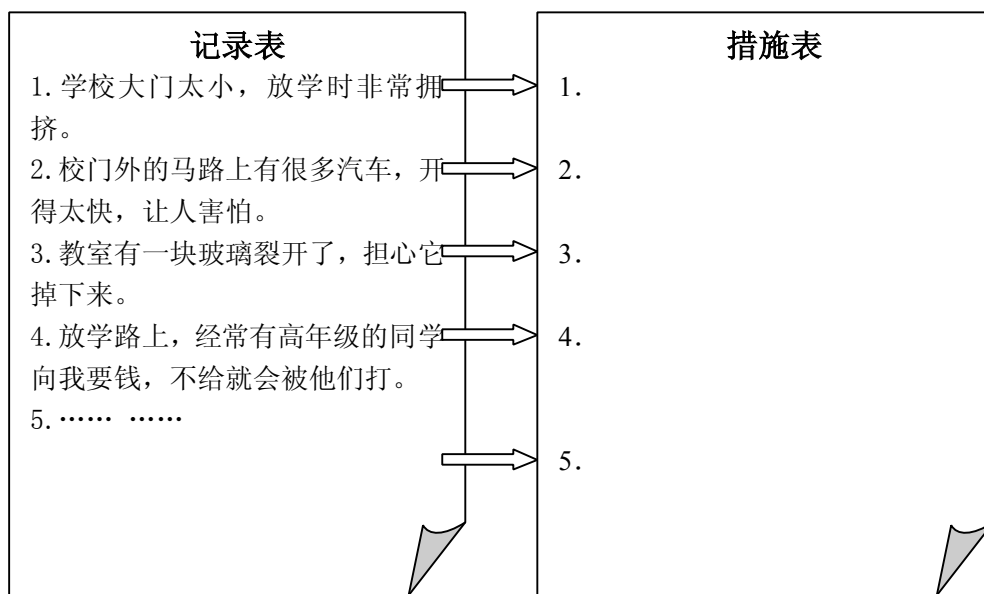 记录表
1.学校大门太小，放学时非常拥
挤。
2.校门外的马路上有很多汽车，开
得太快，让人害怕。
3.教室有一块玻璃裂开了，担心它
掉下来。
4.放学路上，经常有高年级的同学
向我要钱，不给就会被他们打。
5.…… ……
措施表
1.
2.
3.
4.
5.